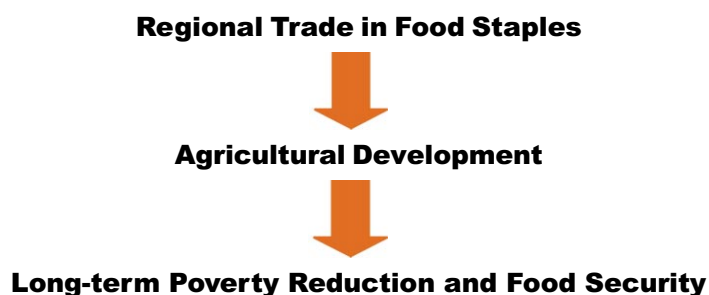 Regional Trade in Food Staples
Agricultural Development
Long-term Poverty Reduction and Food Security